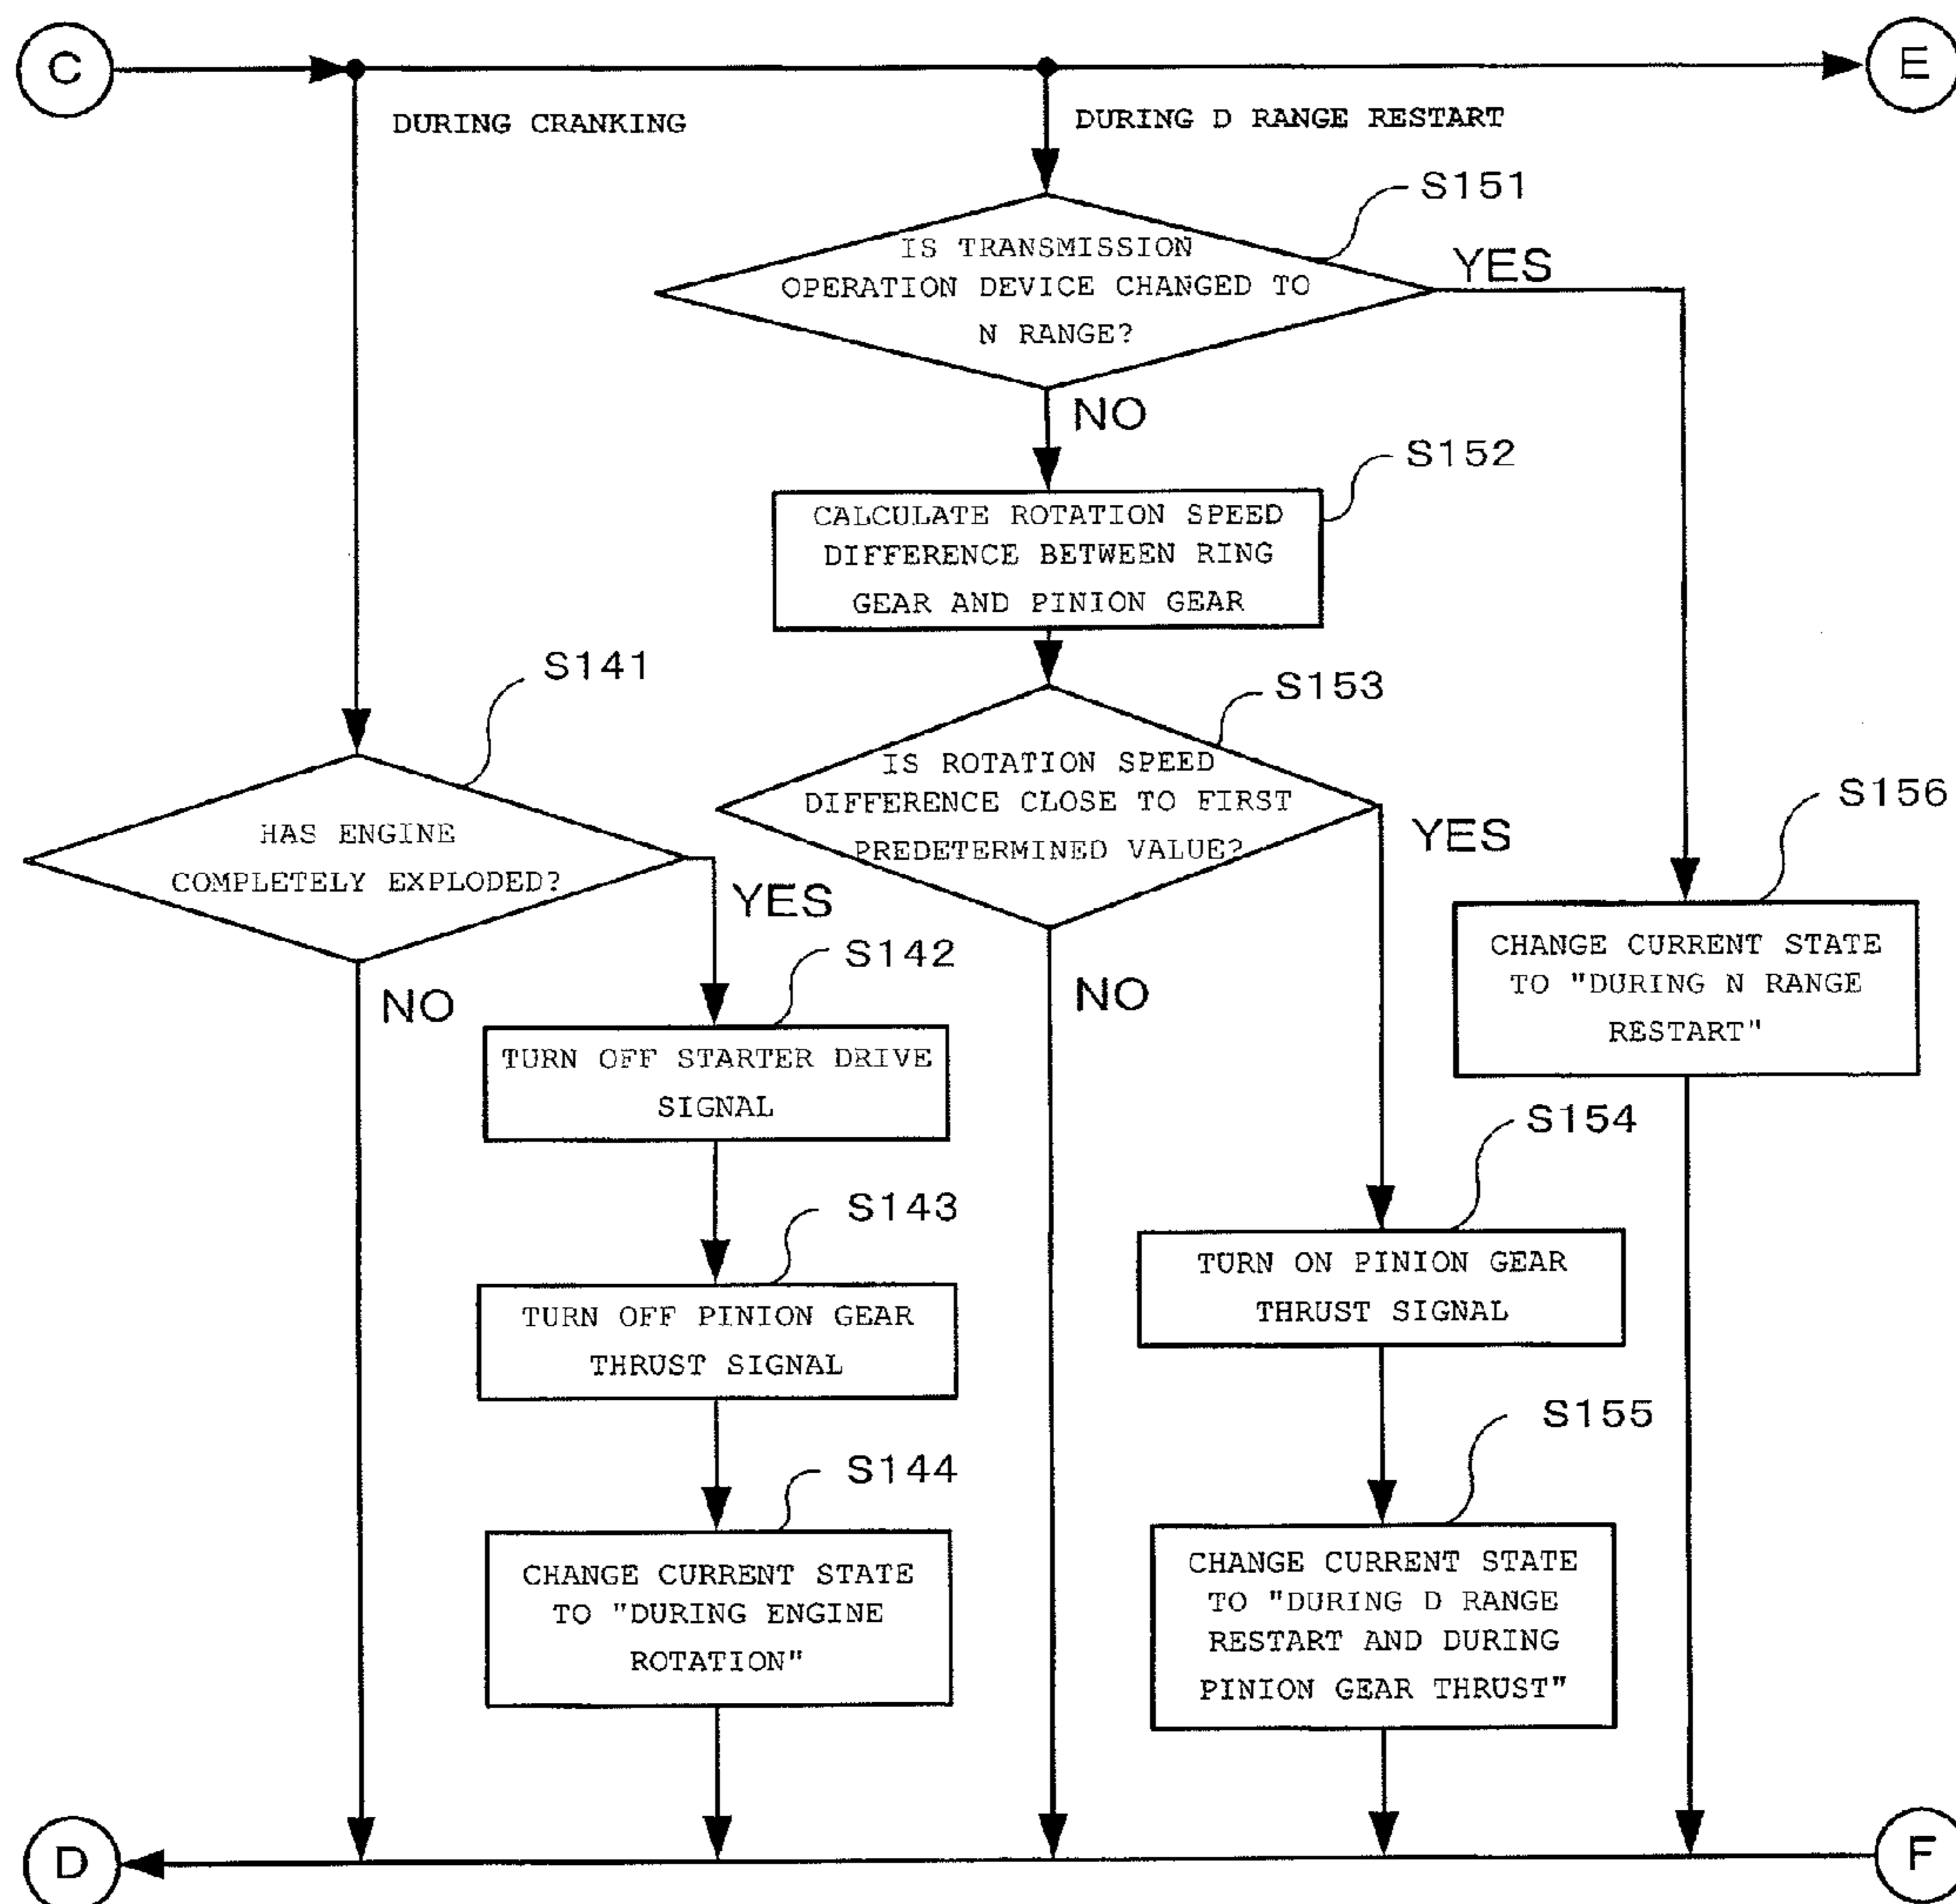 C
E
DURING CRANKING
DURING D RANGE RESTART
S151
IS TRANSMISSION
OPERATION DEVICE CHANGED TO
N RANGE?
YES
NO
S152
CALCULATE ROTATION SPEED
DIFFERENCE BETWEEN RING
GEAR AND PINION GEAR
S141
HAS ENGINE
COMPLETELY EXPLODED?
YES
NO
S153
IS ROTATION SPEED
DIFFERENCE CLOSE TO FIRST
PREDETERMINED VALUE?
YES
NO
S156
CHANGE CURRENT STATE
TO "DURING N RANGE
RESTART"
S142
TURN OFF STARTER DRIVE
SIGNAL
S154
TURN ON PINION GEAR
THRUST SIGNAL
S143
TURN OFF PINION GEAR
THRUST SIGNAL
S155
CHANGE CURRENT STATE
TO "DURING D RANGE
RESTART AND DURING
PINION GEAR THRUST"
S144
CHANGE CURRENT STATE
TO "DURING ENGINE
ROTATION"
D
F